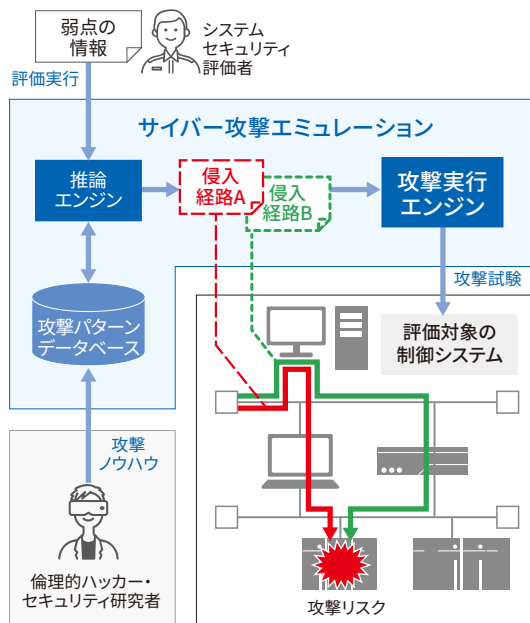 弱点の
情報
システム
セキュリティ
評価者
評価実行
サイバー攻撃エミュレーション
推論
エンジン
侵入
経路A
侵入
経路B
攻撃実行
エンジン
攻撃試験
攻撃パターン
データベース
評価対象の
制御システム
攻撃
ノウハウ
倫理的ハッカー・
セキュリティ研究者
攻撃リスク